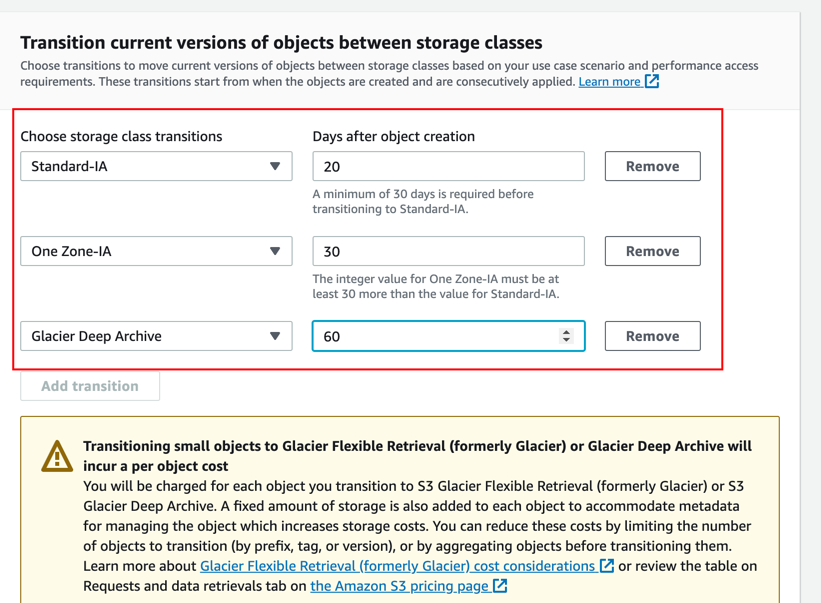 Transition current versions of objects between storage classes
Choose transitions to move current versions of objects between storage classes based on your use case scenario and performance access
requirements. These transitions start from when the objects are created and are consecutively applied. Learn more
Choose storage class transitions
Days after object creation
Standard-IA
20
Remove
A minimum of 30 days is required before
transitioning to Standard-IA.
One Zone-IA
30
Remove
The integer value for One Zone-IA must be at
least 30 more than the value for Standard-IA.
Glacier Deep Archive
60
Remove
Add transition
Transitioning small objects to Glacier Flexible Retrieval (formerly Glacier) or Glacier Deep Archive will
incur a per object cost
You will be charged for each object you transition to S3 Glacier Flexible Retrieval (formerly Glacier) or S3
Glacier Deep Archive. A fixed amount of storage is also added to each object to accommodate metadata
for managing the object which increases storage costs. You can reduce these costs by limiting the number
of objects to transition (by prefix, tag, or version), or by aggregating objects before transitioning them.
Learn more about Glacier Flexible Retrieval (formerly Glacier) cost considerations or review the table on
Requests and data retrievals tab on the Amazon S3 pricing page